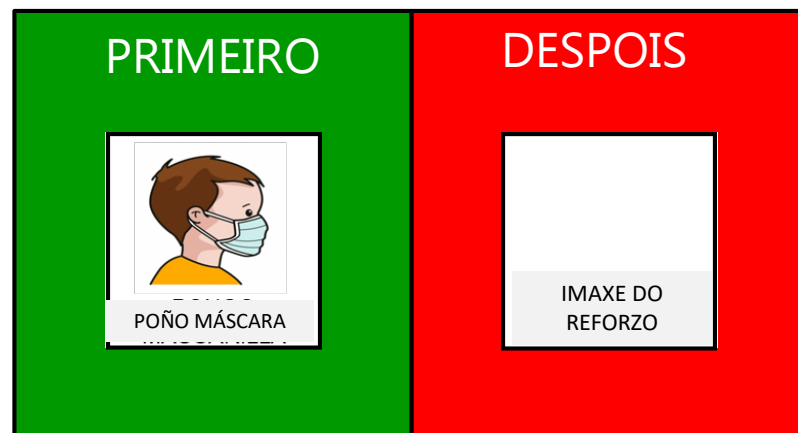 PRIMEIRO
DESPOIS
POÑO MÁSCARA
IMAXE DO
REFORZO